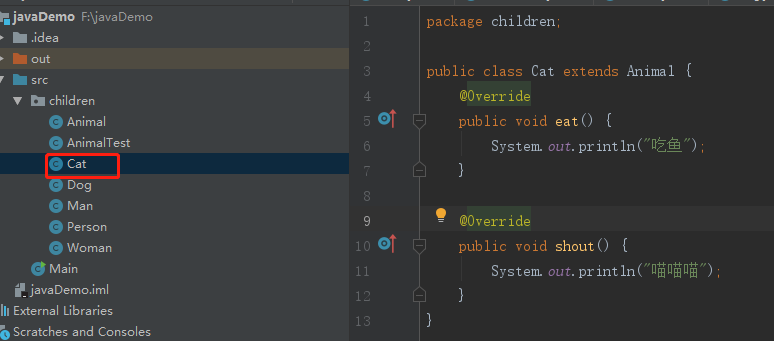 javaDemo F:\javaDemo
.idea
out
src
children
Animal
AnimalTest
Cat
Dog
Man
Person
Woman
Main
javaDemo.iml
External Libraries
Scratches and Consoles
1 package children;
2
3 public class Cat extends Animal {
4 @Override
5 public void eat() {
6 System.out.println("吃鱼");
7 }
8
9 @Override
10 public void shout() {
11 System.out.println("喵喵喵");
12 }
13 }